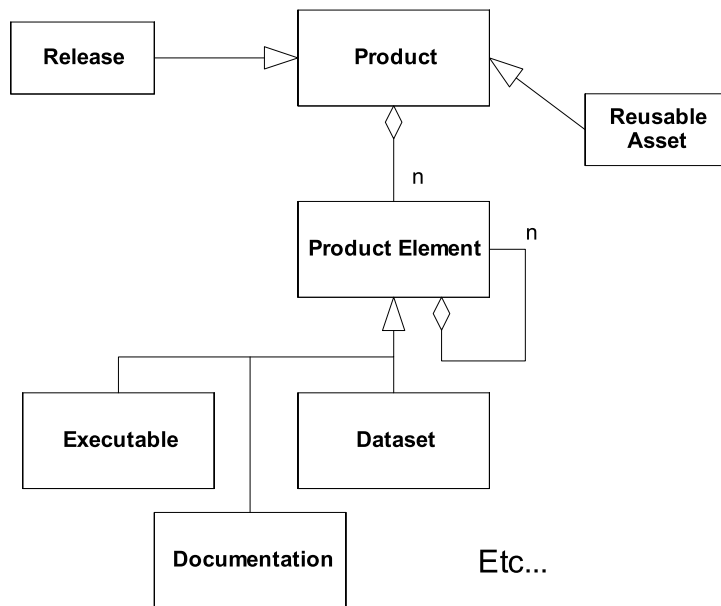 Release
Product
Reusable
Asset
n
Product Element
n
Executable
Dataset
Documentation
Etc...